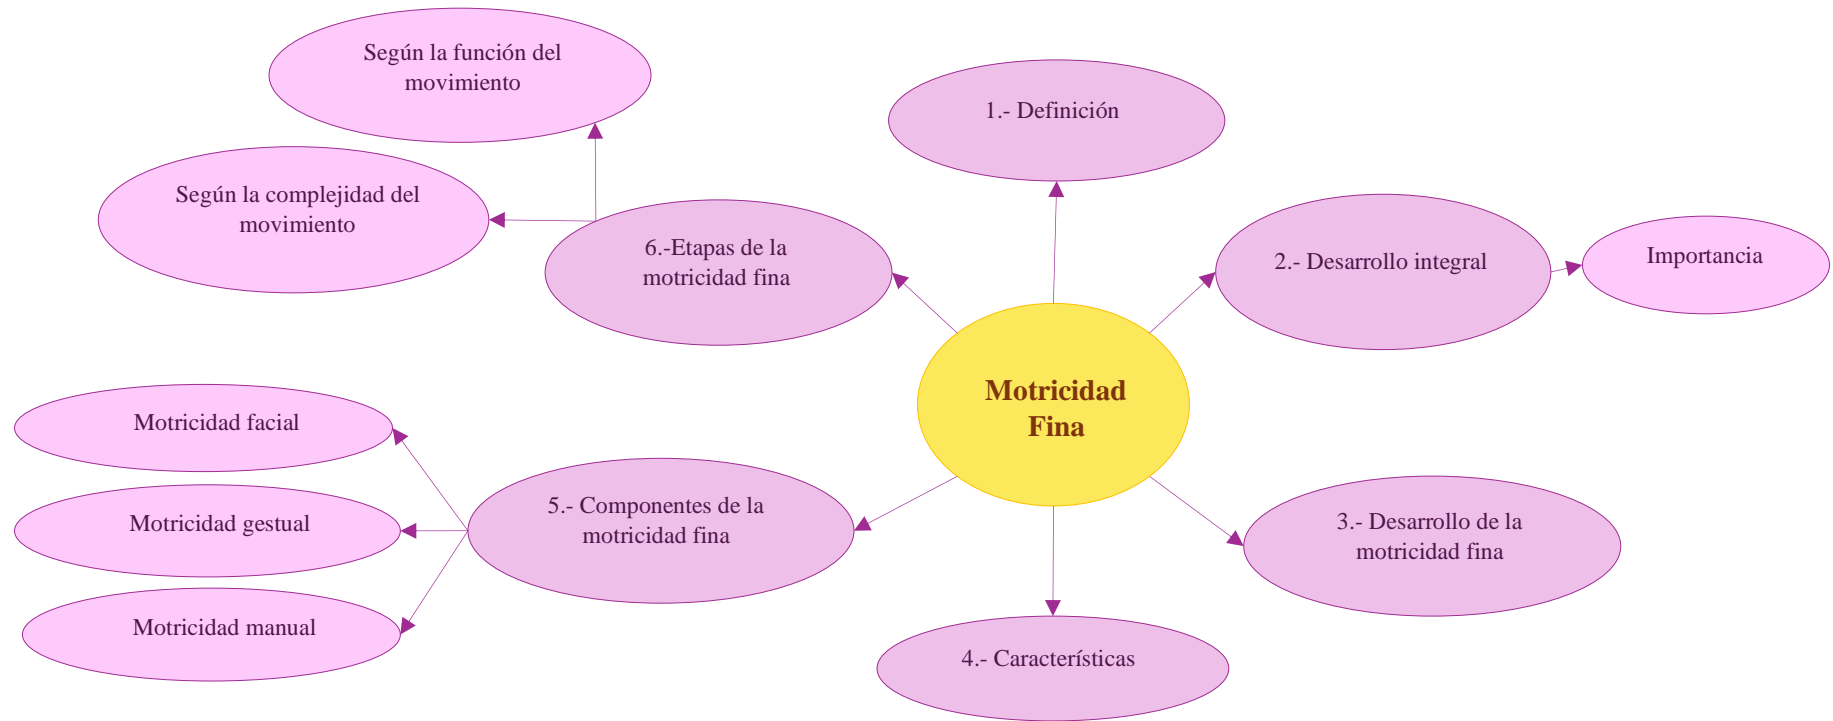 Según la función del
movimiento
1.- Definición
Según la complejidad del
movimiento
6.-Etapas de la
motricidad fina
2.- Desarrollo integral
Importancia
Motricidad
Fina
Motricidad facial
Motricidad gestual
Motricidad manual
5.- Componentes de la
motricidad fina
3.- Desarrollo de la
motricidad fina
4.- Características